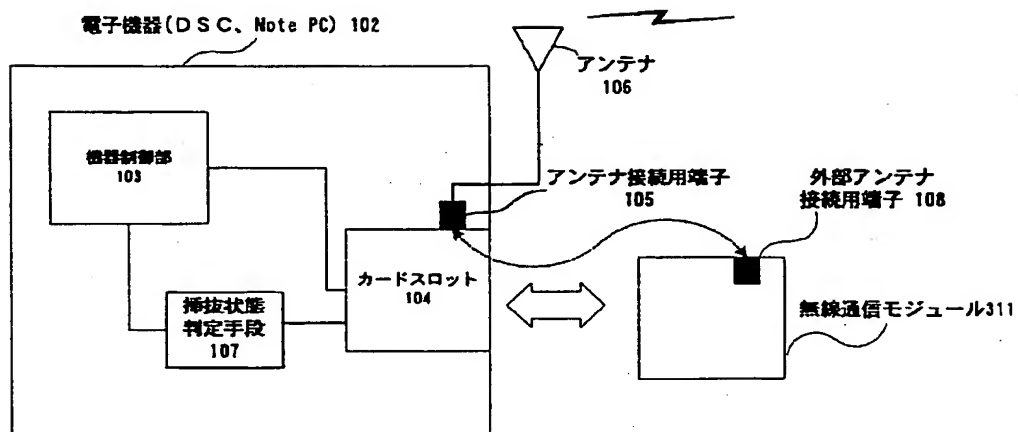 電子機器(DSC、Note PC) 102
アンテナ
106
機器制御部
103
アンテナ接続用端子
105
外部アンテナ
接続用端子 108
カードスロット
104
挿抜状態
判定手段
107
無線通信モジュール311